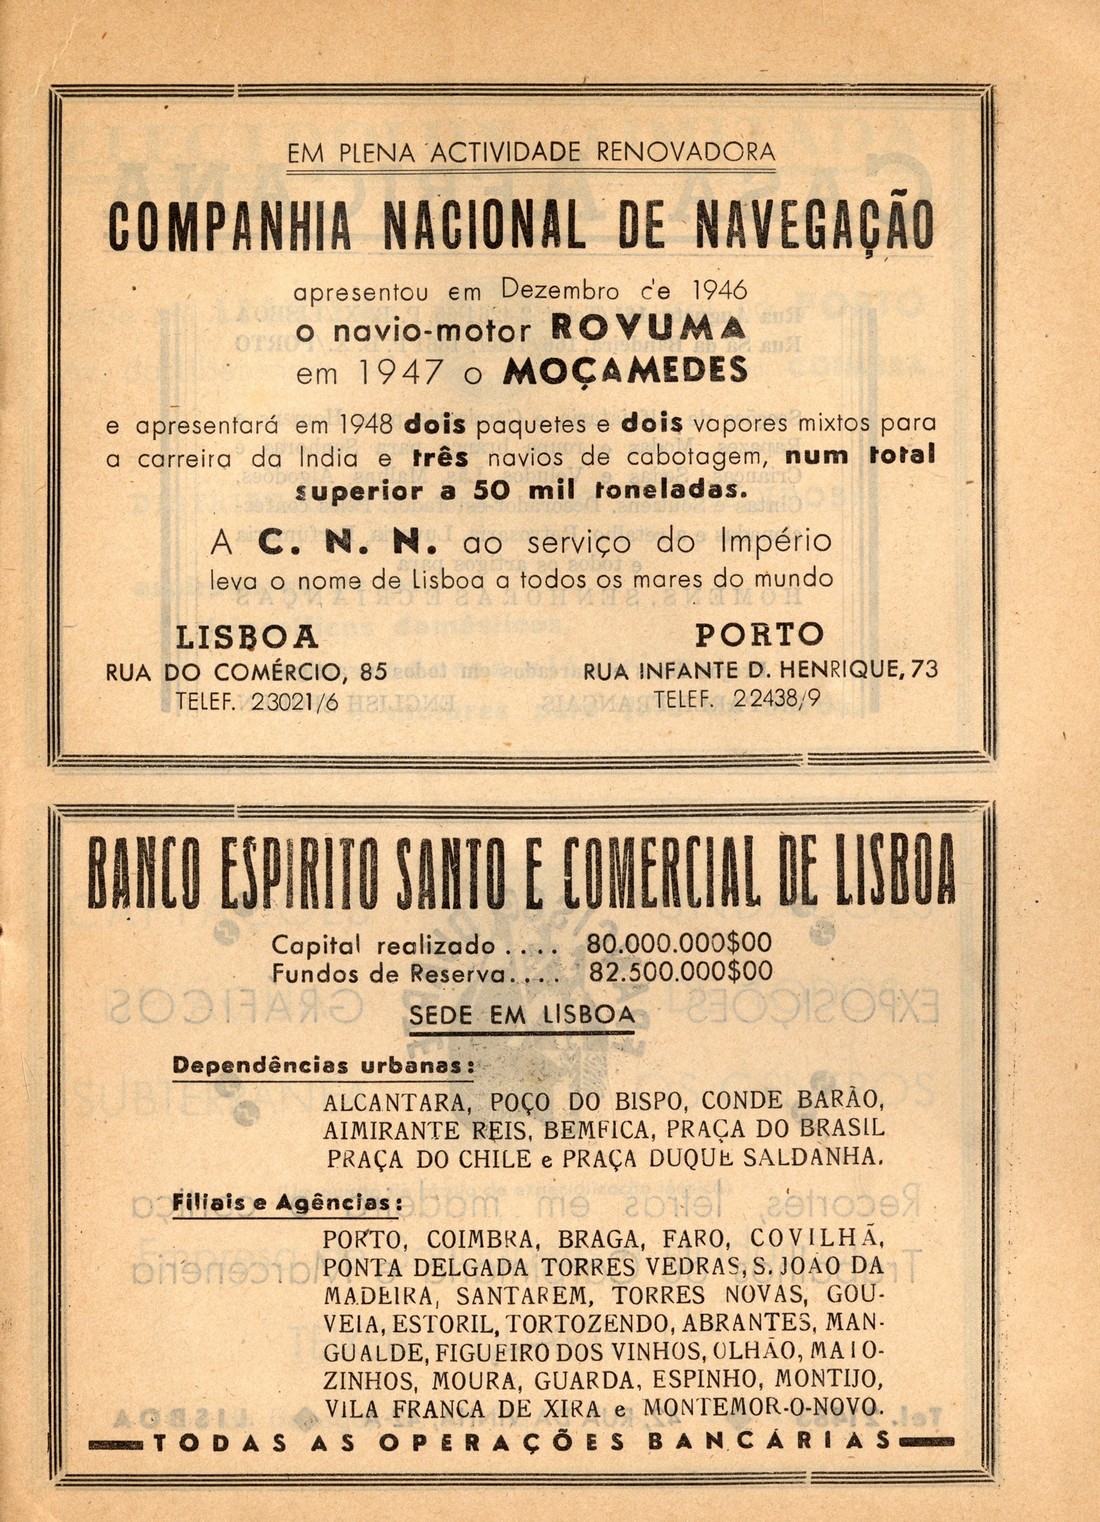 EM PLENA ACTIVIDADE RENOVADORA
COMPANHIA NACIONAL DE NAVEGAÇÃO
apresentou em Dezembro de 1946
o navio-motor ROVUMA
em 1947 o MOÇAMEDES
e apresentará em 1948 dois paquetes e dois vapores mixtos para
a carreira da India e três navios de cabotagem, num total
superior a 50 mil toneladas.
A C. N. N. ao serviço do Império
leva o nome de Lisboa a todos os mares do mundo
LISBOA
RUA DO COMÉRCIO, 85
TELEF. 23021/6
PORTO
RUA INFANTE D. HENRIQUE, 73
TELEF. 22438/9
BANCO ESPIRITO SANTO E COMERCIAL DE LISBOA
Capital realizado .... 80.000.000$00
Fundos de Reserva.... 82.500.000$00
SEDE EM LISBOA
Dependências urbanas:
ALCANTARA, POÇO DO BISPO, CONDE BARÃO,
AIMIRANTE REIS, BEMFICA, PRAÇA DO BRASIL
PRAÇA DO CHILE e PRAÇA DUQUE SALDANHA.
Filiais e Agências:
PORTO, COIMBRA, BRAGA, FARO, COVILHÃ,
PONTA DELGADA TORRES VEDRAS, S. JOÃO DA
MADEIRA, SANTAREM, TORRES NOVAS, GOU-
VEIA, ESTORIL, TORTOZENDO, ABRANTES, MAN-
GUALDE, FIGUEIRO DOS VINHOS, OLHÃO, MATO-
ZINHOS, MOURA, GUARDA, ESPINHO, MONTIJO,
VILA FRANCA DE XIRA e MONTEMOR-O-NOVO.
TODAS AS OPERAÇÕES BANCÁRIAS